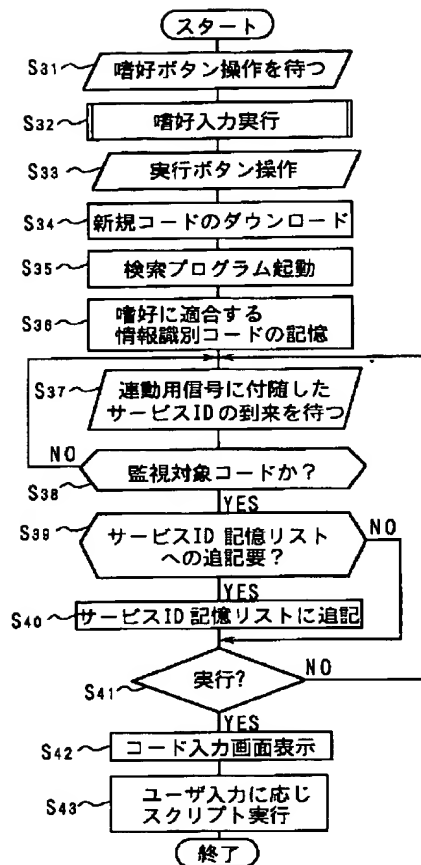 スタート
S31
嗜好ボタン操作を待つ
S32
嗜好入力実行
S33
実行ボタン操作
S34
新規コードのダウンロード
S35
検索プログラム起動
S36
嗜好に適合する
情報識別コードの記憶
S37
連動用信号に付随した
サービスIDの到来を待つ
NO
監視対象コードか?
S38
YES
S39
サービスID記憶リスト
への追記要?
NO
YES
S40
サービスID記憶リストに追記
実行?
NO
S41
YES
S42
コード入力画面表示
S43
ユーザ入力に応じ
スクリプト実行
終了